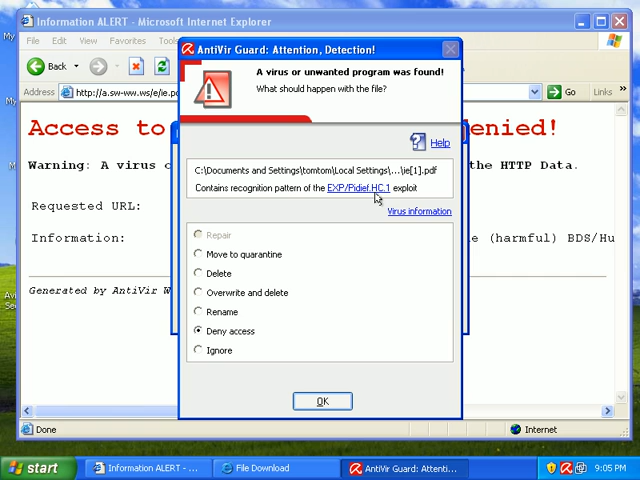 Information ALERT - Microsoft Internet Explorer
File Edit View Favorites
Back
Go
Links
Address http://a.sw-ww.ws/e/ie.p
Access to
enied!
Warning: A virus
the HTTP Data.
Requested URL:
Information:
(harmful) BDS/Hu
Generated by AntiVir W
AntiVir Guard: Attention, Detection!
A virus or unwanted program was found!
What should happen with the file?
Help
C:\Documents and Settings\tomtom\Local Settings\...\ie[1].pdf
Contains recognition pattern of the EXP/Pidief.HC.1 exploit
Virus information
Repair
Move to quarantine
Delete
Overwrite and delete
Rename
Deny access
Ignore
OK
Done
Internet
start
Information ALERT - ...
File Download
AntiVir Guard: Attenti...
9:05 PM